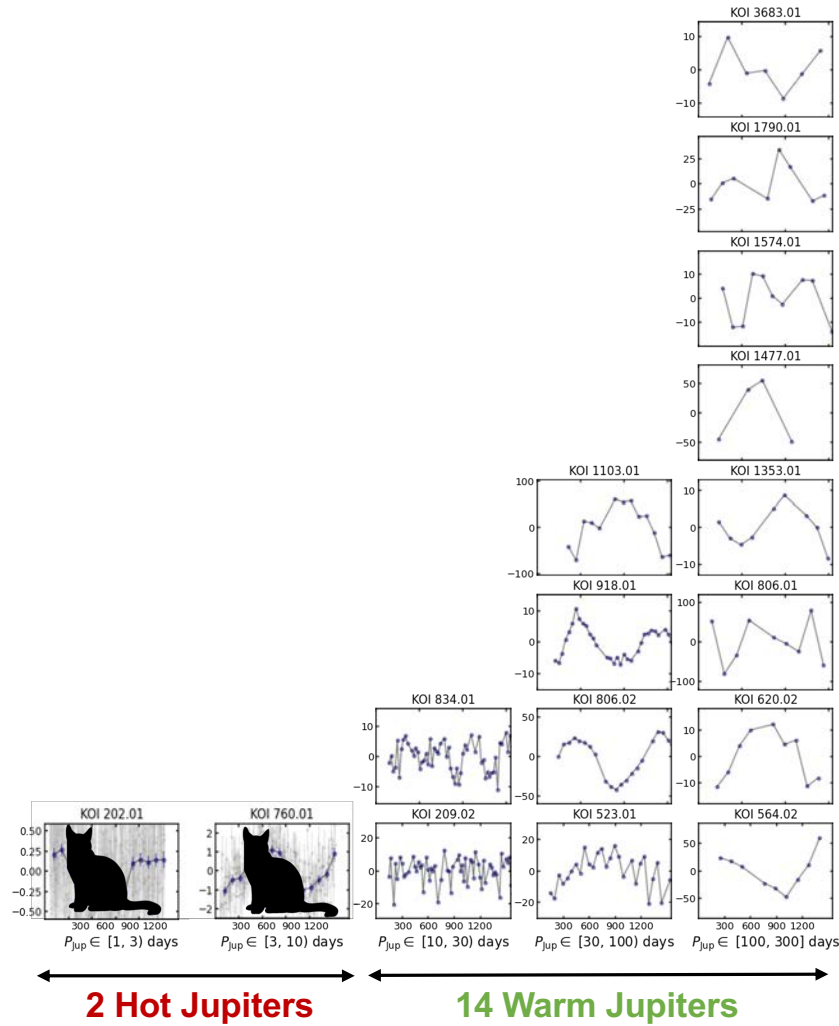 KOI 3683.01
10
0
−10
KOI 1790.01
25
0
−25
KOI 1574.01
10
0
−10
KOI 1477.01
50
0
−50
KOI 1103.01
100
0
−100
KOI 1353.01
10
0
−10
KOI 918.01
10
0
−10
KOI 806.01
100
0
−100
KOI 834.01
10
0
−10
KOI 806.02
50
0
−50
KOI 620.02
10
0
−10
KOI 202.01
0.50
0.25
0.00
−0.25
−0.50
KOI 760.01
2
1
0
−1
−2
KOI 209.02
20
0
−20
KOI 523.01
20
0
−20
KOI 564.02
50
0
−50
300 600 900 1200
300 600 900 1200
300 600 900 1200
300 600 900 1200
300 600 900 1200
P_Jup ∈ [1, 3) days
P_Jup ∈ [3, 10) days
P_Jup ∈ [10, 30) days
P_Jup ∈ [30, 100) days
P_Jup ∈ [100, 300] days
2 Hot Jupiters
14 Warm Jupiters